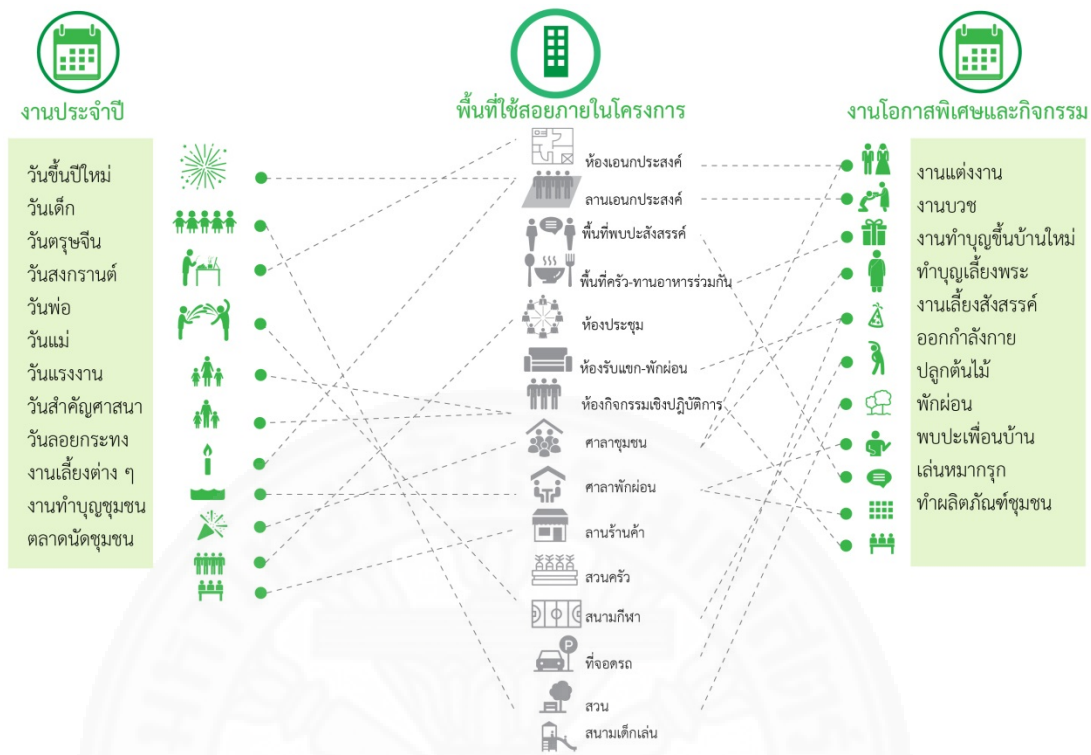 งานประจำปี
วันขึ้นปีใหม่
วันเด็ก
วันตรุษจีน
วันสงกรานต์
วันพ่อ
วันแม่
วันแรงงาน
วันสำคัญศาสนา
วันลอยกระทง
งานเลี้ยงต่าง ๆ
งานทำบุญชุมชน
ตลาดนัดชุมชน
พื้นที่ใช้สอยภายในโครงการ
ห้องเอนกประสงค์
ลานเอนกประสงค์
พื้นที่พบปะสังสรรค์
พื้นที่ครัว-ทานอาหารร่วมกัน
ห้องประชุม
ห้องรับแขก-พักผ่อน
ห้องกิจกรรมเชิงปฎิบัติการ
ศาลาชุมชน
ศาลาพักผ่อน
ลานร้านค้า
สวนครัว
สนามกีฬา
P
ที่จอดรถ
สวน
สนามเด็กเล่น
งานโอกาสพิเศษและกิจกรรม
งานแต่งงาน
งานบวช
งานทำบุญขึ้นบ้านใหม่
ทำบุญเลี้ยงพระ
งานเลี้ยงสังสรรค์
ออกกำลังกาย
ปลูกต้นไม้
พักผ่อน
พบปะเพื่อนบ้าน
เล่นหมากรุก
ทำผลิตภัณฑ์ชุมชน